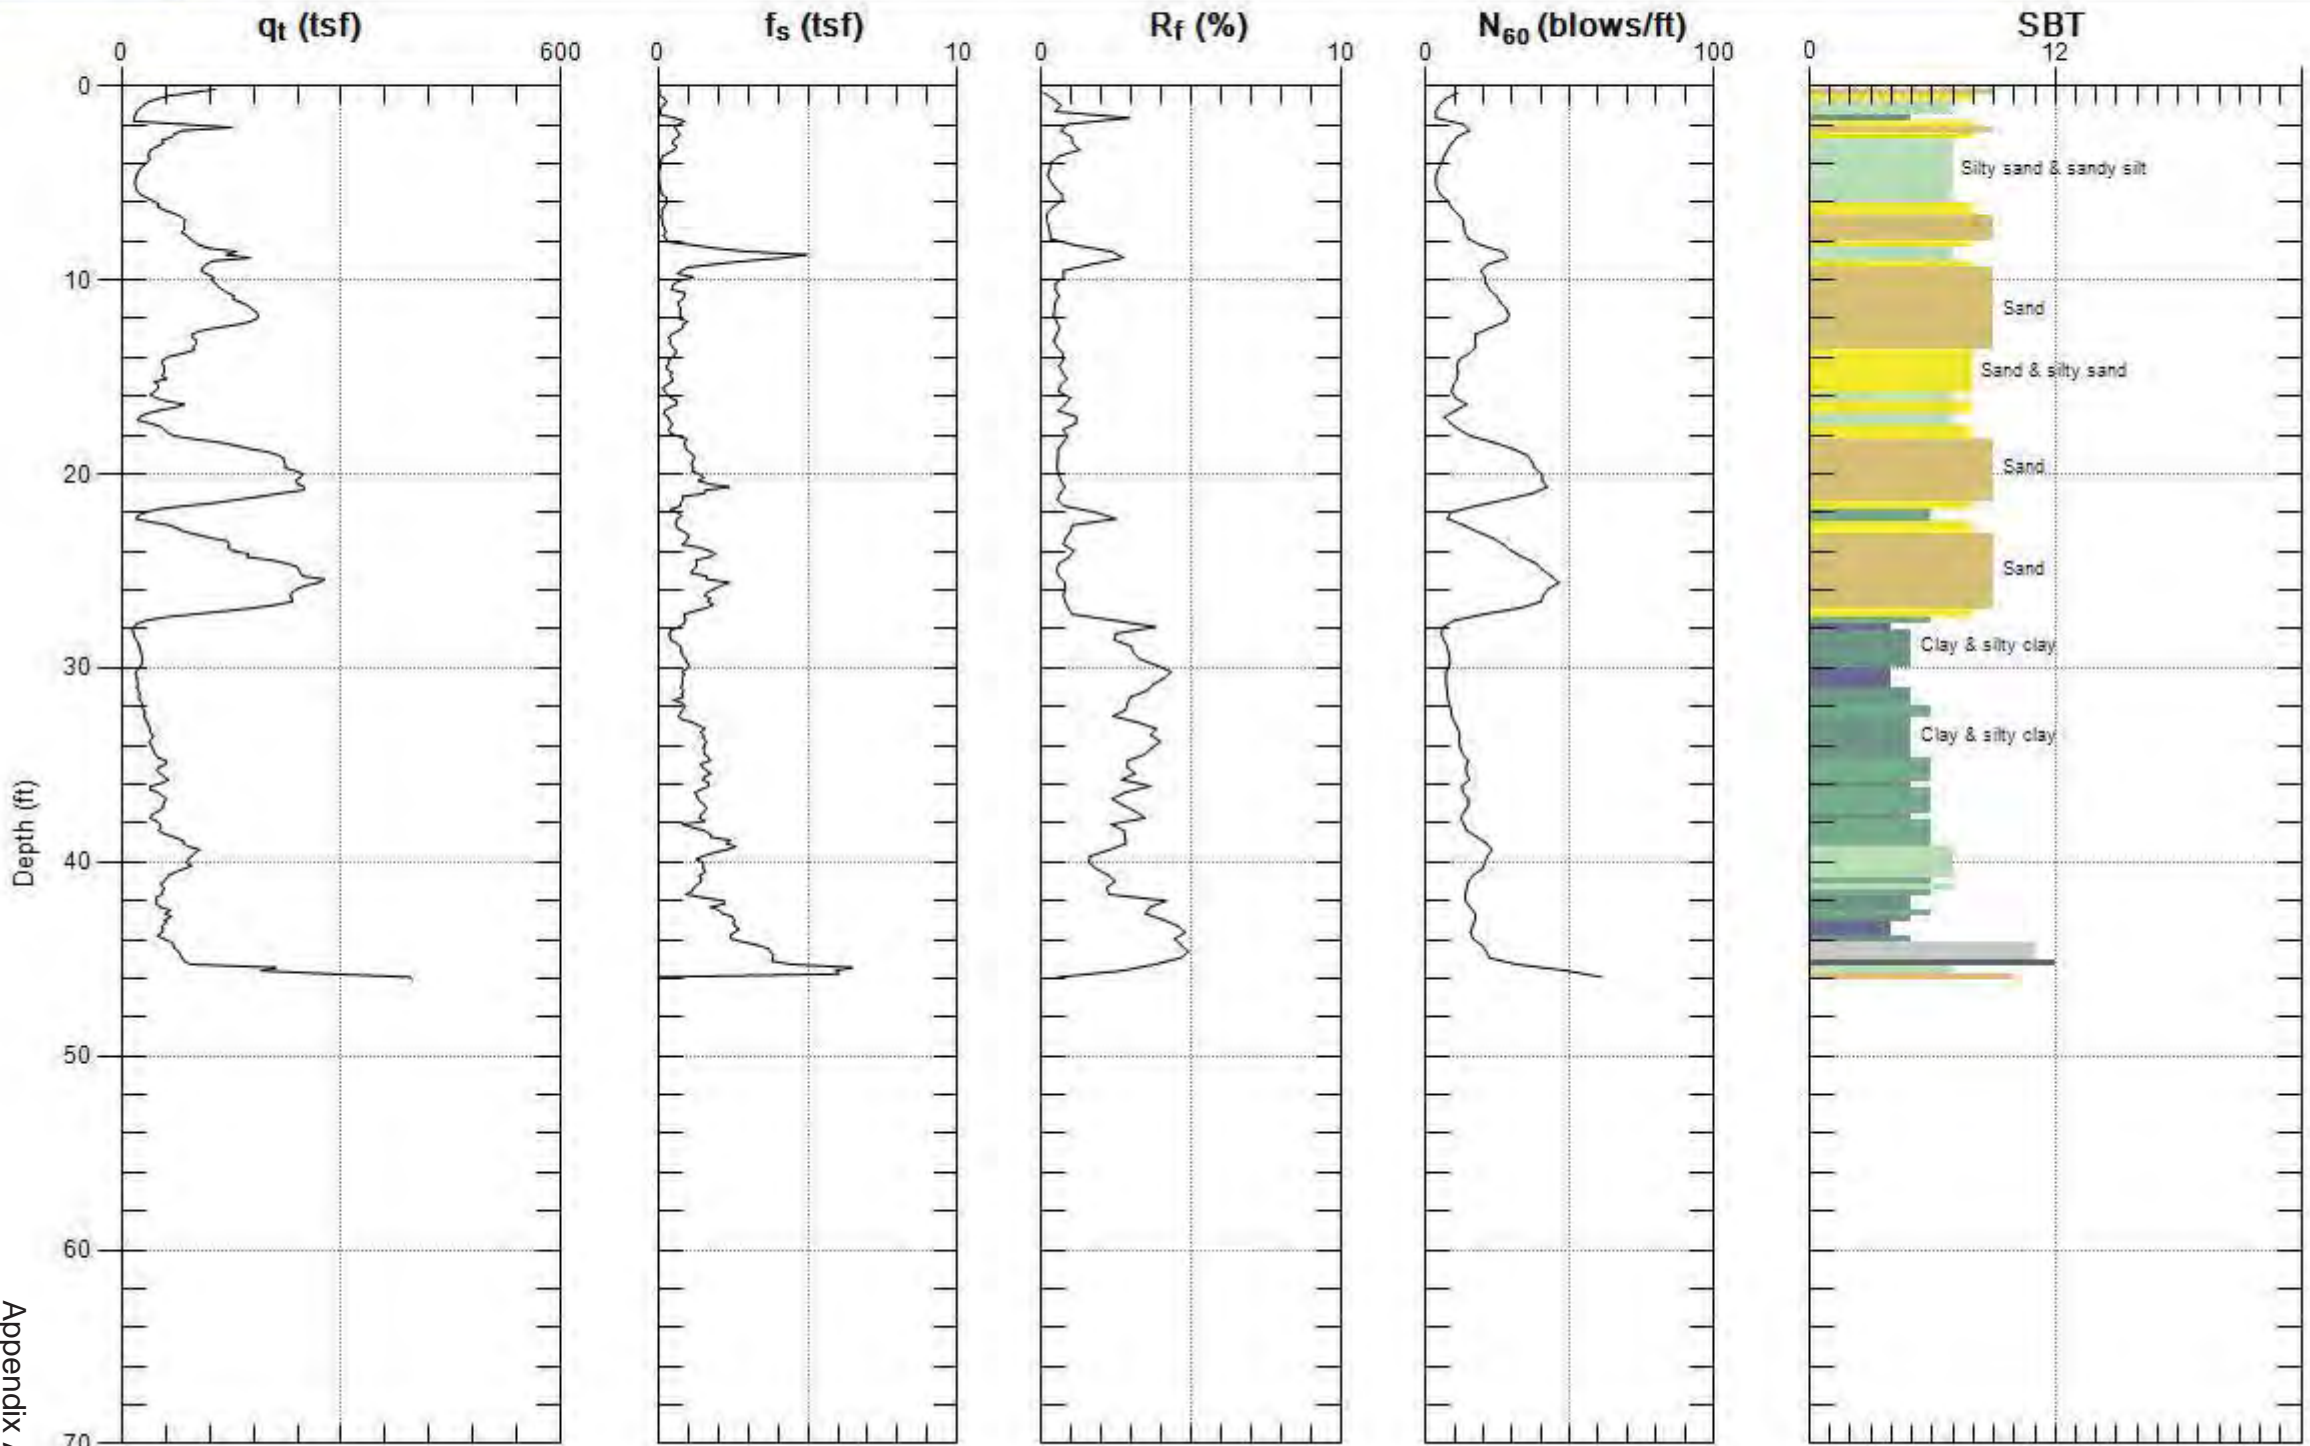 qt (tsf)
fs (tsf)
Rf (%)
N60 (blows/ft)
SBT
0
600
0
10
0
10
0
100
0
12
0
10
20
30
40
50
60
70
Depth (ft)
Silty sand & sandy silt
Sand
Sand & silty sand
Sand
Sand
Clay & silty clay
Clay & silty clay
Appendix